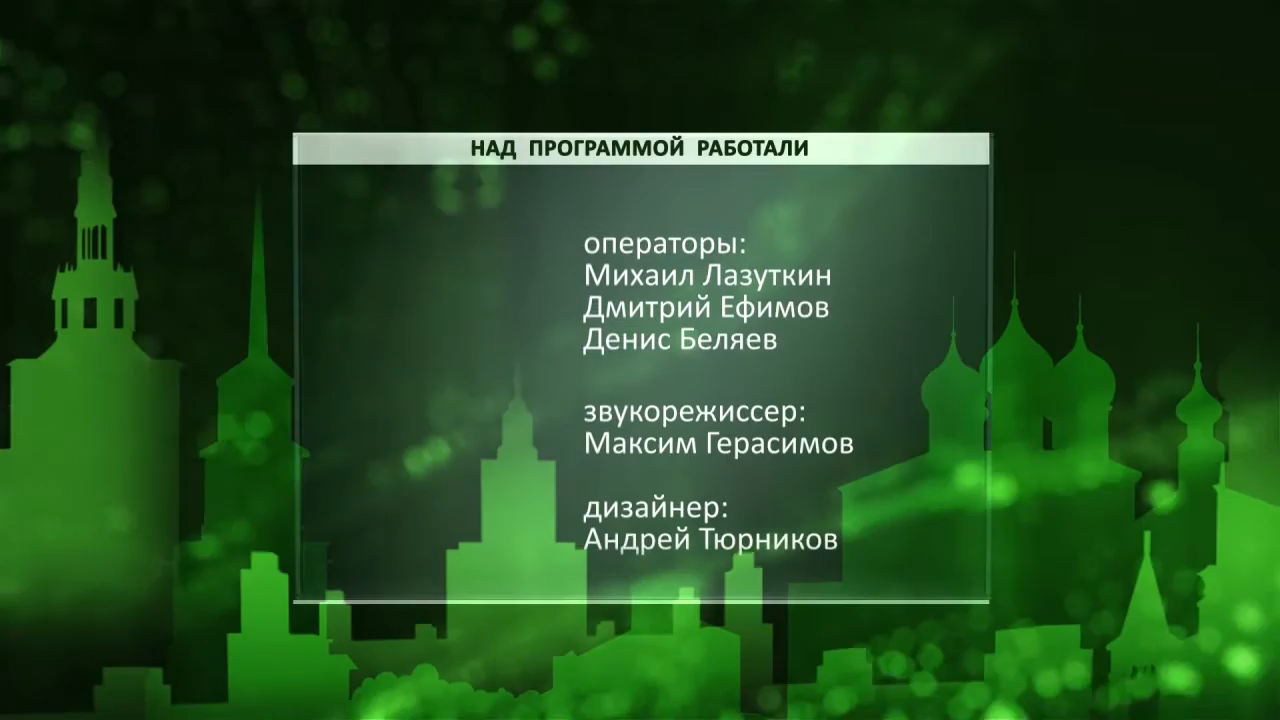 НАД ПРОГРАММОЙ РАБОТАЛИ
операторы:
Михаил Лазуткин
Дмитрий Ефимов
Денис Беляев
звукорежиссер:
Максим Герасимов
дизайнер:
Андрей Тюрников